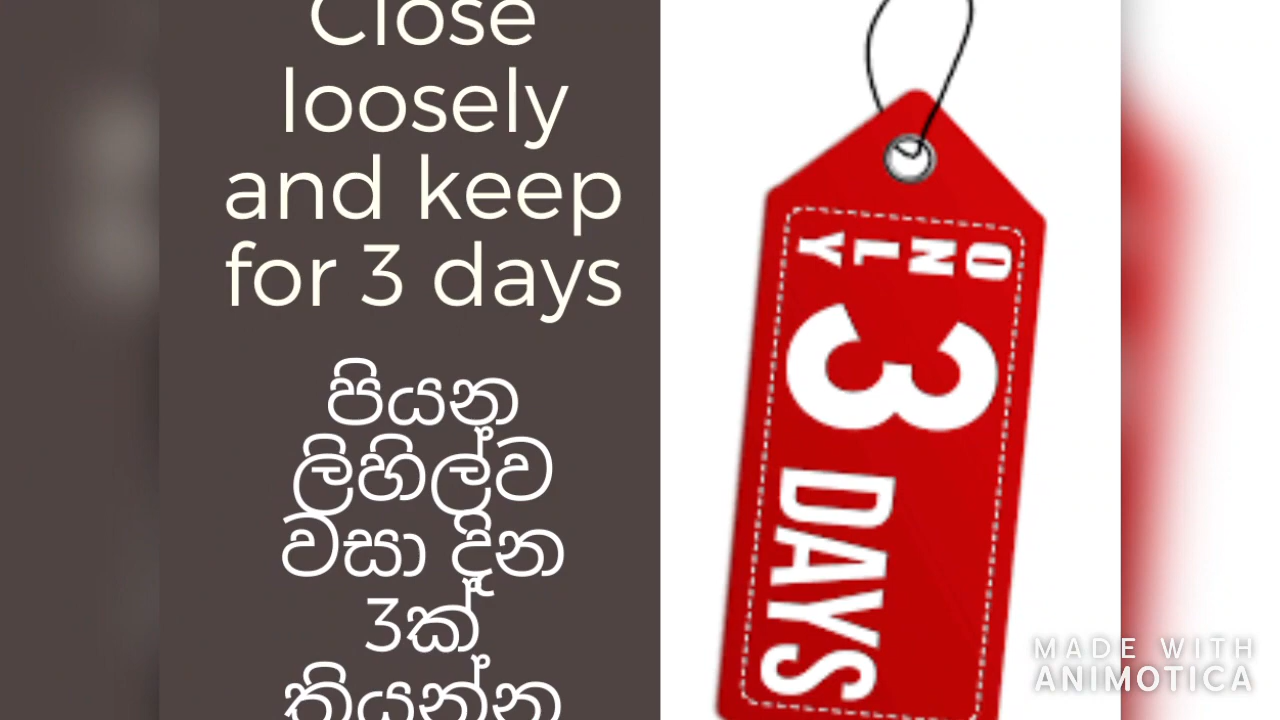 Close
loosely
and keep
for 3 days
පියන
ලිහිල්ව
වසා දින
3ක්
තියන්න
ONLY
3
DAYS
MADE WITH
ANIMOTICA